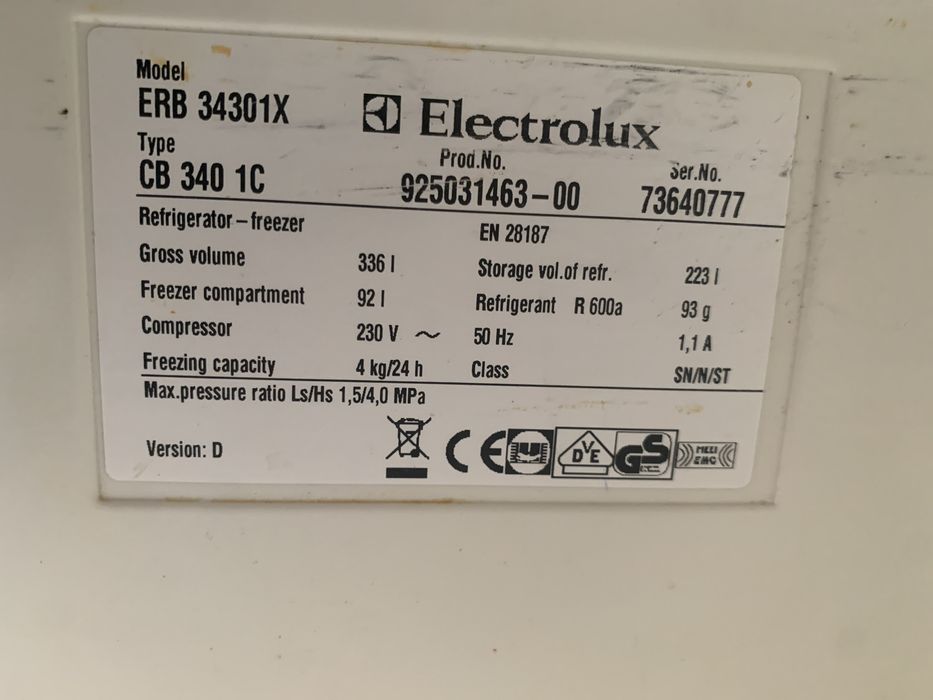 Model
ERB 34301X
Electrolux
Type
CB 340 1C
Prod.No.
925031463-00
Ser.No.
73640777
Refrigerator-freezer EN 28187
Gross volume 336 l Storage vol.of refr. 223 l
Freezer compartment 92 l Refrigerant R 600a 93 g
Compressor 230 V ~ 50 Hz 1,1 A
Freezing capacity 4 kg/24 h Class SN/N/ST
Max.pressure ratio Ls/Hs 1,5/4,0 MPa
Version: D
CE
DVE
GS
EMC